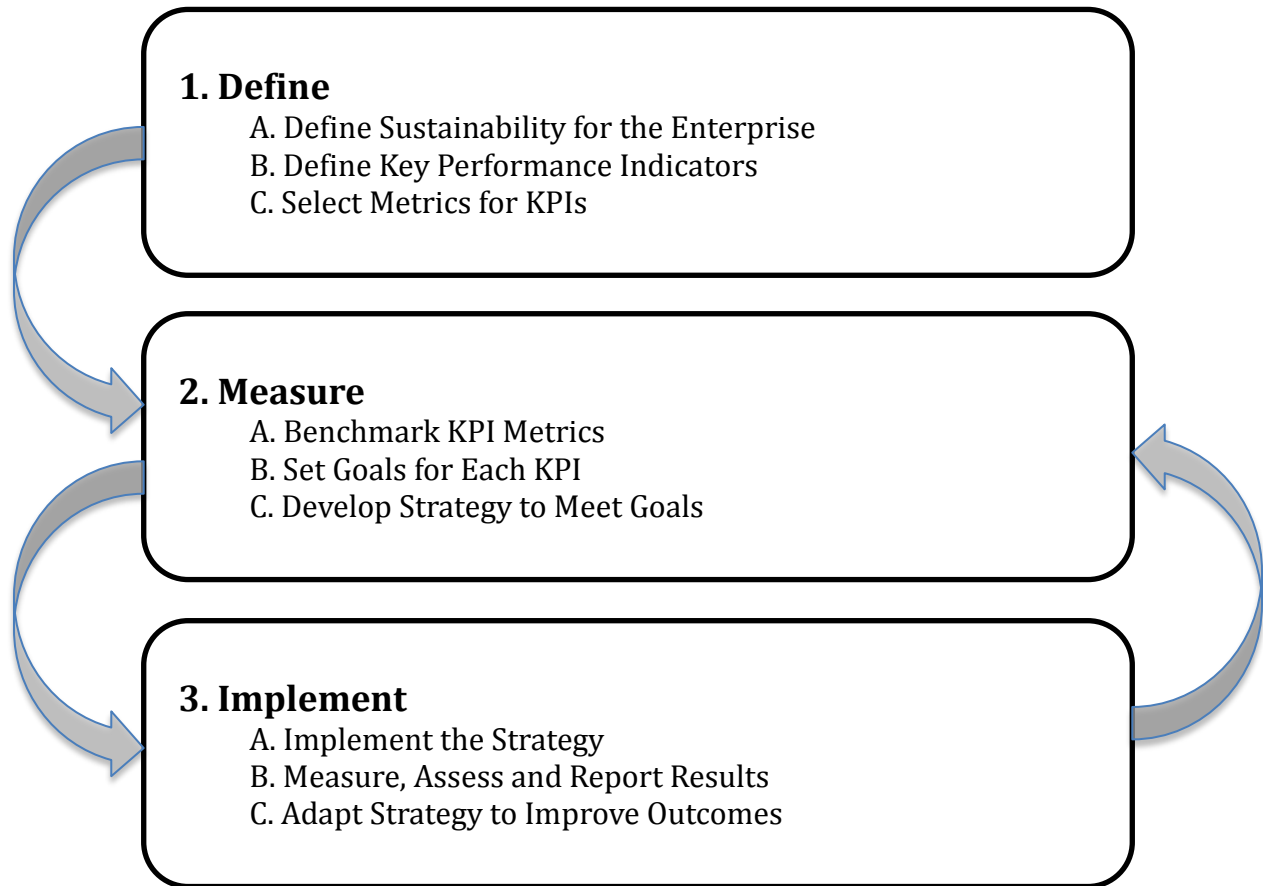 1. Define
A. Define Sustainability for the Enterprise
B. Define Key Performance Indicators
C. Select Metrics for KPIs
2. Measure
A. Benchmark KPI Metrics
B. Set Goals for Each KPI
C. Develop Strategy to Meet Goals
3. Implement
A. Implement the Strategy
B. Measure, Assess and Report Results
C. Adapt Strategy to Improve Outcomes